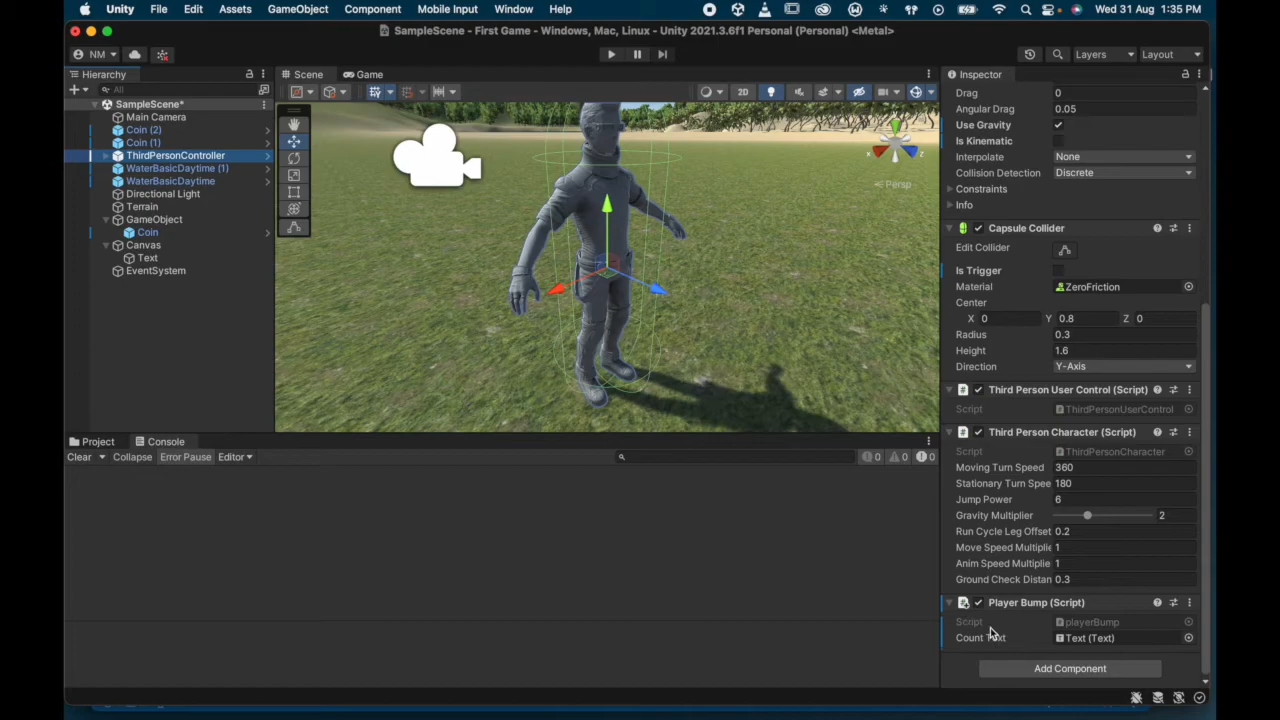 Unity File Edit Assets GameObject Component Mobile Input Window Help Wed 31 Aug 1:35 PM
SampleScene - First Game - Windows, Mac, Linux - Unity 2021.3.6f1 Personal (Personal) <Metal>
NM Layers Layout
Hierarchy Scene Game Inspector
All 2D
SampleScene*
Main Camera
Coin (2)
Coin (1)
ThirdPersonController
WaterBasicDaytime (1)
WaterBasicDaytime
Directional Light
Terrain
GameObject
Coin
Canvas
Text
EventSystem
x z
Persp
Drag 0
Angular Drag 0.05
Use Gravity
Is Kinematic
Interpolate None
Collision Detection Discrete
Constraints
Info
Capsule Collider
Edit Collider
Is Trigger
Material ZeroFriction
Center
X 0 Y 0.8 Z 0
Radius 0.3
Height 1.6
Direction Y-Axis
Third Person User Control (Script)
Script ThirdPersonUserControl
Third Person Character (Script)
Script ThirdPersonCharacter
Moving Turn Speed 360
Stationary Turn Spee 180
Jump Power 6
Gravity Multiplier 2
Run Cycle Leg Offset 0.2
Move Speed Multiplie 1
Anim Speed Multiplie 1
Ground Check Distan 0.3
Player Bump (Script)
Script playerBump
Count Text Text (Text)
Add Component
Project Console
Clear Collapse Error Pause Editor 0 0 0